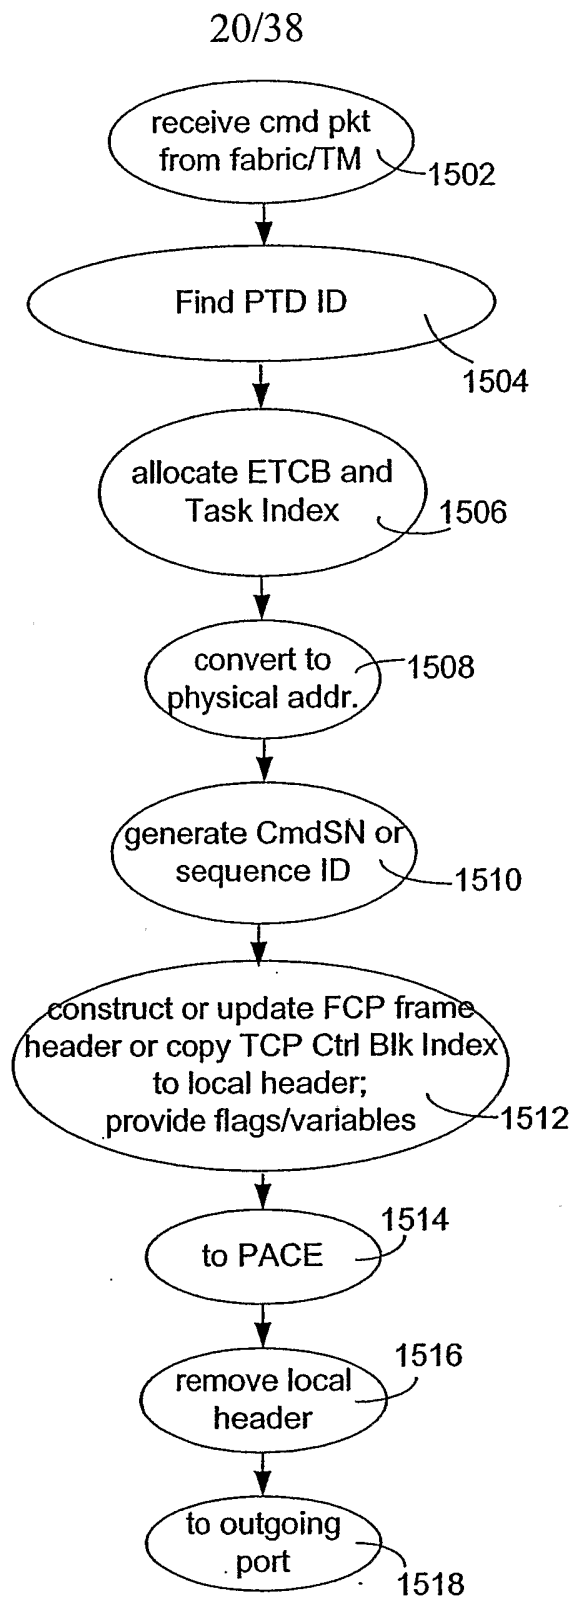 20/38
receive cmd pkt
from fabric/TM
1502
Find PTD ID
1504
allocate ETCB and
Task Index
1506
convert to
physical addr.
1508
generate CmdSN or
sequence ID
1510
construct or update FCP frame
header or copy TCP Ctrl Blk Index
to local header;
provide flags/variables
1512
to PACE
1514
remove local
header
1516
to outgoing
port
1518